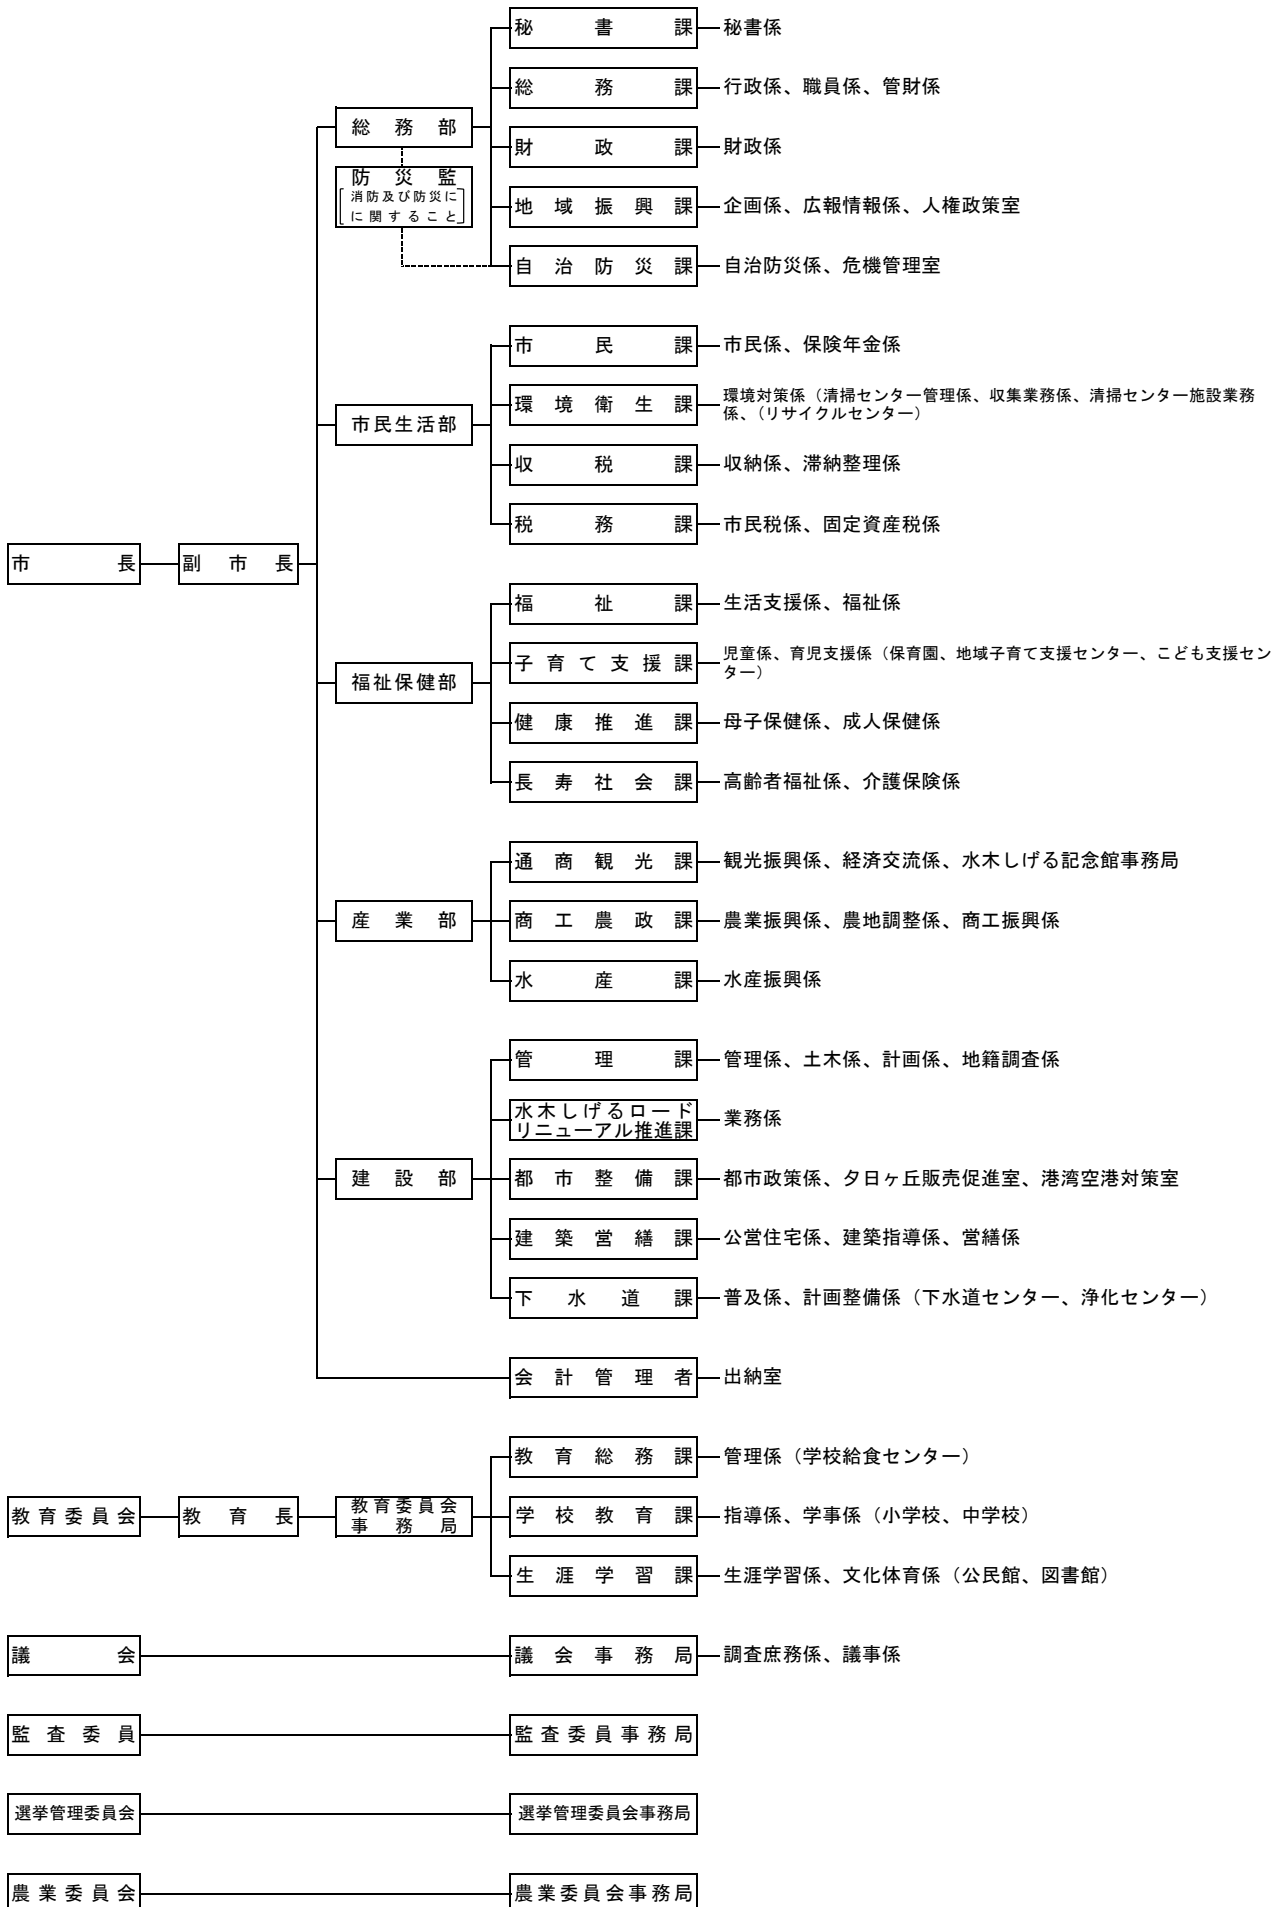 秘書課 秘書係
総務課 行政係、職員係、管財係
総務部
財政課 財政係
防災監
消防及び防災に
に関すること
地域振興課 企画係、広報情報係、人権政策室
自治防災課 自治防災係、危機管理室
市民課 市民係、保険年金係
環境衛生課 環境対策係（清掃センター管理係、収集業務係、清掃センター施設業務
係、（リサイクルセンター）
市民生活部
収税課 収納係、滞納整理係
税務課 市民税係、固定資産税係
市長 副市長
福祉課 生活支援係、福祉係
子育て支援課 児童係、育児支援係（保育園、地域子育て支援センター、こども支援セン
ター）
福祉保健部
健康推進課 母子保健係、成人保健係
長寿社会課 高齢者福祉係、介護保険係
通商観光課 観光振興係、経済交流係、水木しげる記念館事務局
産業部 商工農政課 農業振興係、農地調整係、商工振興係
水産課 水産振興係
管理課 管理係、土木係、計画係、地籍調査係
水木しげるロード
リニューアル推進課 業務係
建設部 都市整備課 都市政策係、夕日ヶ丘販売促進室、港湾空港対策室
建築営繕課 公営住宅係、建築指導係、営繕係
下水道課 普及係、計画整備係（下水道センター、浄化センター）
会計管理者 出納室
教育総務課 管理係（学校給食センター）
教育委員会 教育長 教育委員会
事務局
学校教育課 指導係、学事係（小学校、中学校）
生涯学習課 生涯学習係、文化体育係（公民館、図書館）
議会 議会事務局 調査庶務係、議事係
監査委員 監査委員事務局
選挙管理委員会 選挙管理委員会事務局
農業委員会 農業委員会事務局